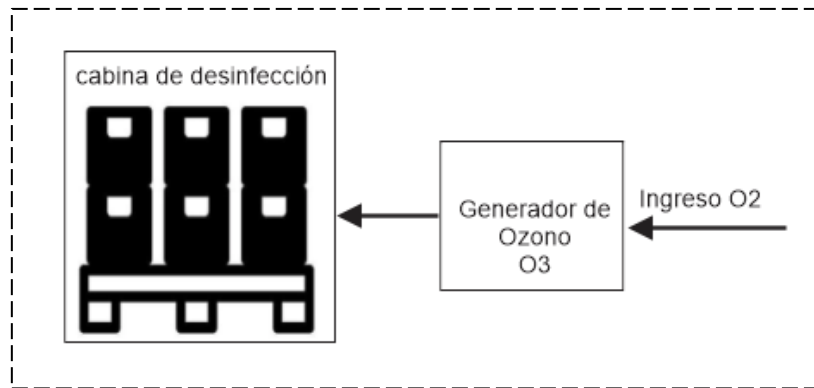 cabina de desinfección
Generador de
Ozono
O3
Ingreso O2